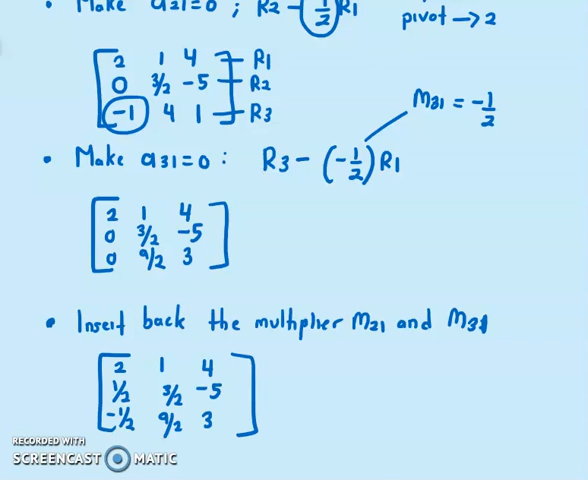 • Make a21=0 ; R2 - (1/2) R1
pivot → 2
2 1 4 R1
0 3/2 -5 R2
-1 4 1 R3
m31 = -1/2
• Make a31=0 : R3 - (-1/2) R1
2 1 4
0 3/2 -5
0 9/2 3
• Insert back the multiplier m21 and m31
2 1 4
1/2 3/2 -5
-1/2 9/2 3
RECORDED WITH
SCREENCAST MATIC